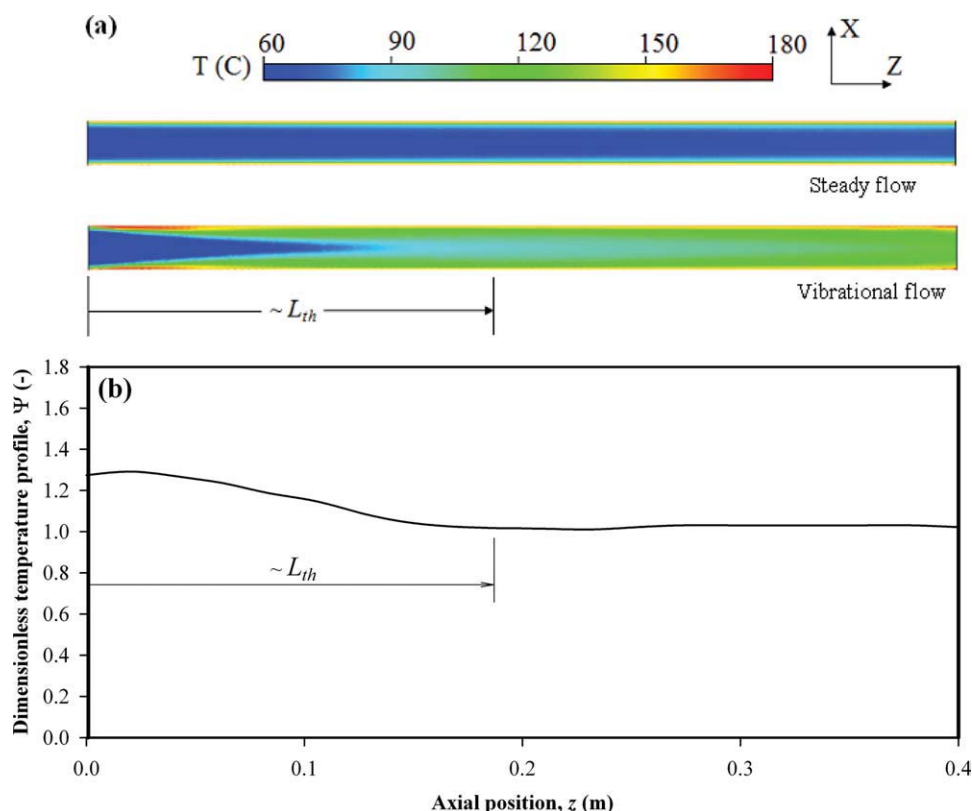 (a)
60 90 120 150 180
T (C)
X
Z
Steady flow
Vibrational flow
~ Lth
(b)
Dimensionless temperature profile, Ψ (-)
1.8
1.6
1.4
1.2
1.0
0.8
0.6
0.4
0.2
0.0
~ Lth
0.0 0.1 0.2 0.3 0.4
Axial position, z (m)